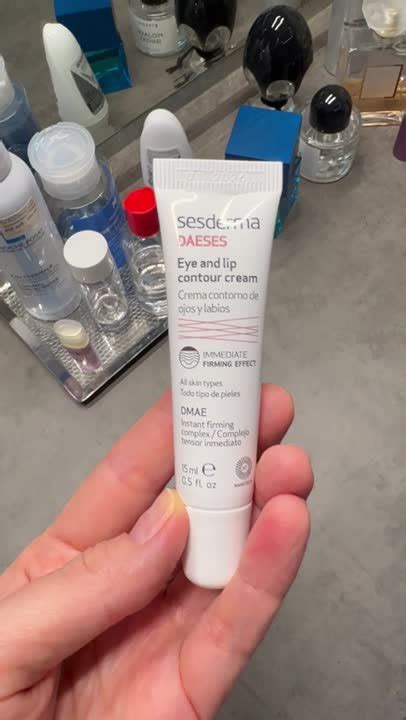 sesderma
DAESES
Eye and lip
contour cream
Crema contorno de
ojos y labios
IMMEDIATE
FIRMING EFFECT
All skin types
Todo tipo de pieles
DMAE
Instant firming
complex / Complejo
tensor inmediato
15 ml e
0.5 fl. oz